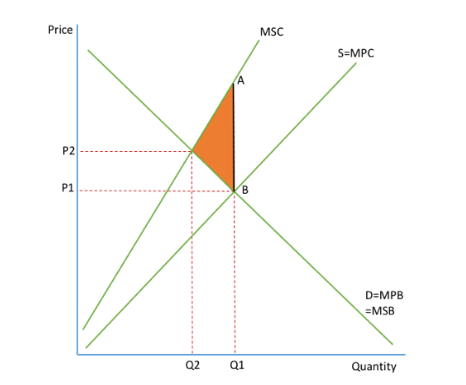 Price
MSC
S=MPC
A
P2
P1
B
D=MPB
=MSB
Q2
Q1
Quantity